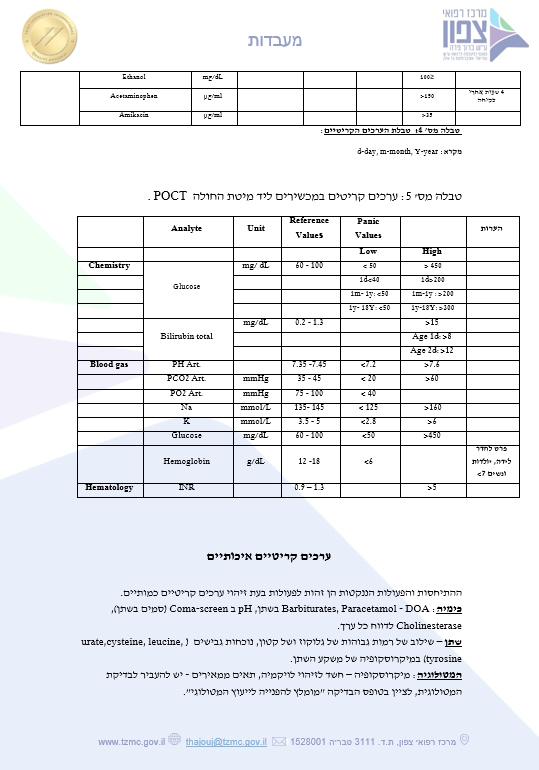 מרכז רפואי
צפון
ע״ש ברוך פדה
מעבדות
Ethanol mg/dL 100≤
Acetaminophen µg/ml >150 4 שעות אחרי לקיחה
Amikacin µg/ml >35
טבלה מס׳ 4: טבלת הערכים הקריטיים:
מקרא: d-day, m-month, Y-year
טבלה מס׳ 5: ערכים קריטים במכשירים ליד מיטת החולה POCT .
Analyte Unit Reference Values Panic Values הערות
Low High
Chemistry Glucose mg/ dL 60 - 100 < 50 > 450
1d<40 1d>200
1m- 1y: <50 1m-1y : >200
1y- 18Y: <50 1y-18Y: >300
Bilirubin total mg/dL 0.2 - 1.3 >15
Age 1d: >8
Age 2d: >12
Blood gas PH Art. 7.35 -7.45 <7.2 >7.6
PCO2 Art. mmHg 35 - 45 < 20 >60
PO2 Art. mmHg 75 - 100 < 40
Na mmol/L 135- 145 < 125 >160
K mmol/L 3.5 - 5 <2.8 >6
Glucose mg/dL 60 - 100 <50 >450
Hemoglobin g/dL 12 -18 <6 פרט לחדר לידה, יולדות ונשים 7>
Hematology INR 0.9 – 1.3 >5
ערכים קריטיים איכותיים
ההתיחסות והפעולות הננקטות הן זהות לפעולות בעת זיהוי ערכים קריטיים כמותיים.
כימיה: Barbiturates, Paracetamol - DOA בשתן, pH ב Coma-screen (סמים בשתן),
Cholinesterase לדווח כל ערך.
שתן – שילוב של רמות גבוהות של גלוקוז ושל קטון, נוכחות גבישים ( urate,cysteine, leucine,
tyrosine) במיקרוסקופיה של משקע השתן.
המטולוגיה: מיקרוסקופיה – חשד לזיהוי לויקמיה, תאים ממאירים - יש להעביר לבדיקת
המטולוגית, לציין בטופס הבדיקה ״מומלץ להפנייה לייעוץ המטולוגי״.
מרכז רפואי צפון, ת.ד. 3111 טבריה 1528001 thajouj@tzmc.gov.il www.tzmc.gov.il